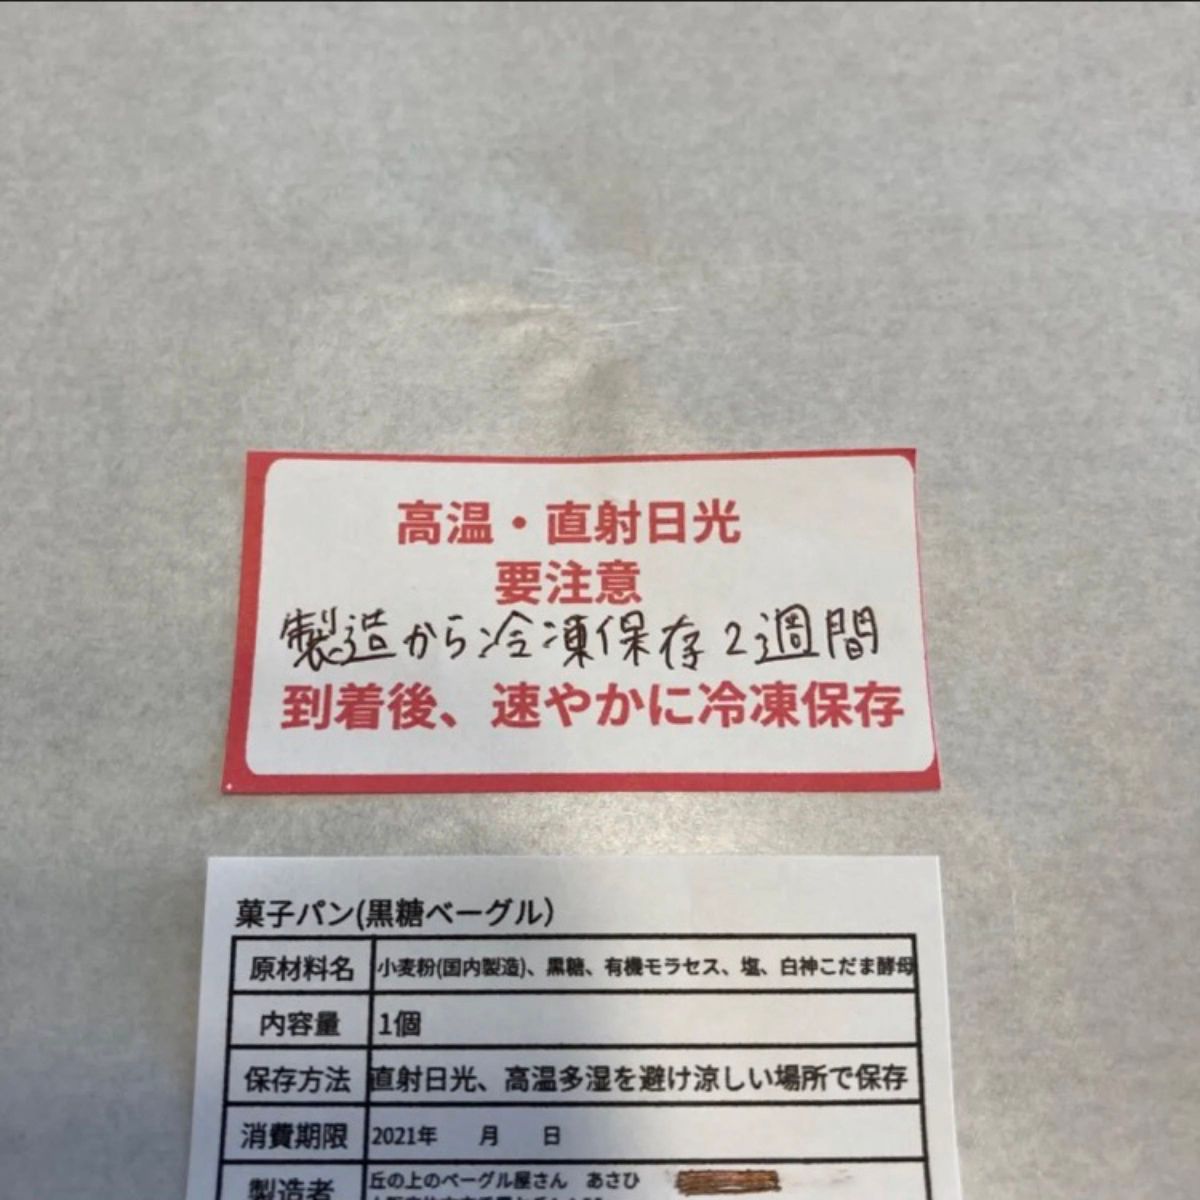 高温・直射日光
要注意
製造から冷凍保存2週間
到着後、速やかに冷凍保存
菓子パン(黒糖ベーグル)
原材料名 小麦粉(国内製造)、黒糖、有機モラセス、塩、白神こだま酵母
内容量 1個
保存方法 直射日光、高温多湿を避け涼しい場所で保存
消費期限 2021年 月 日
製造者 丘の上のベーグル屋さん あさひ